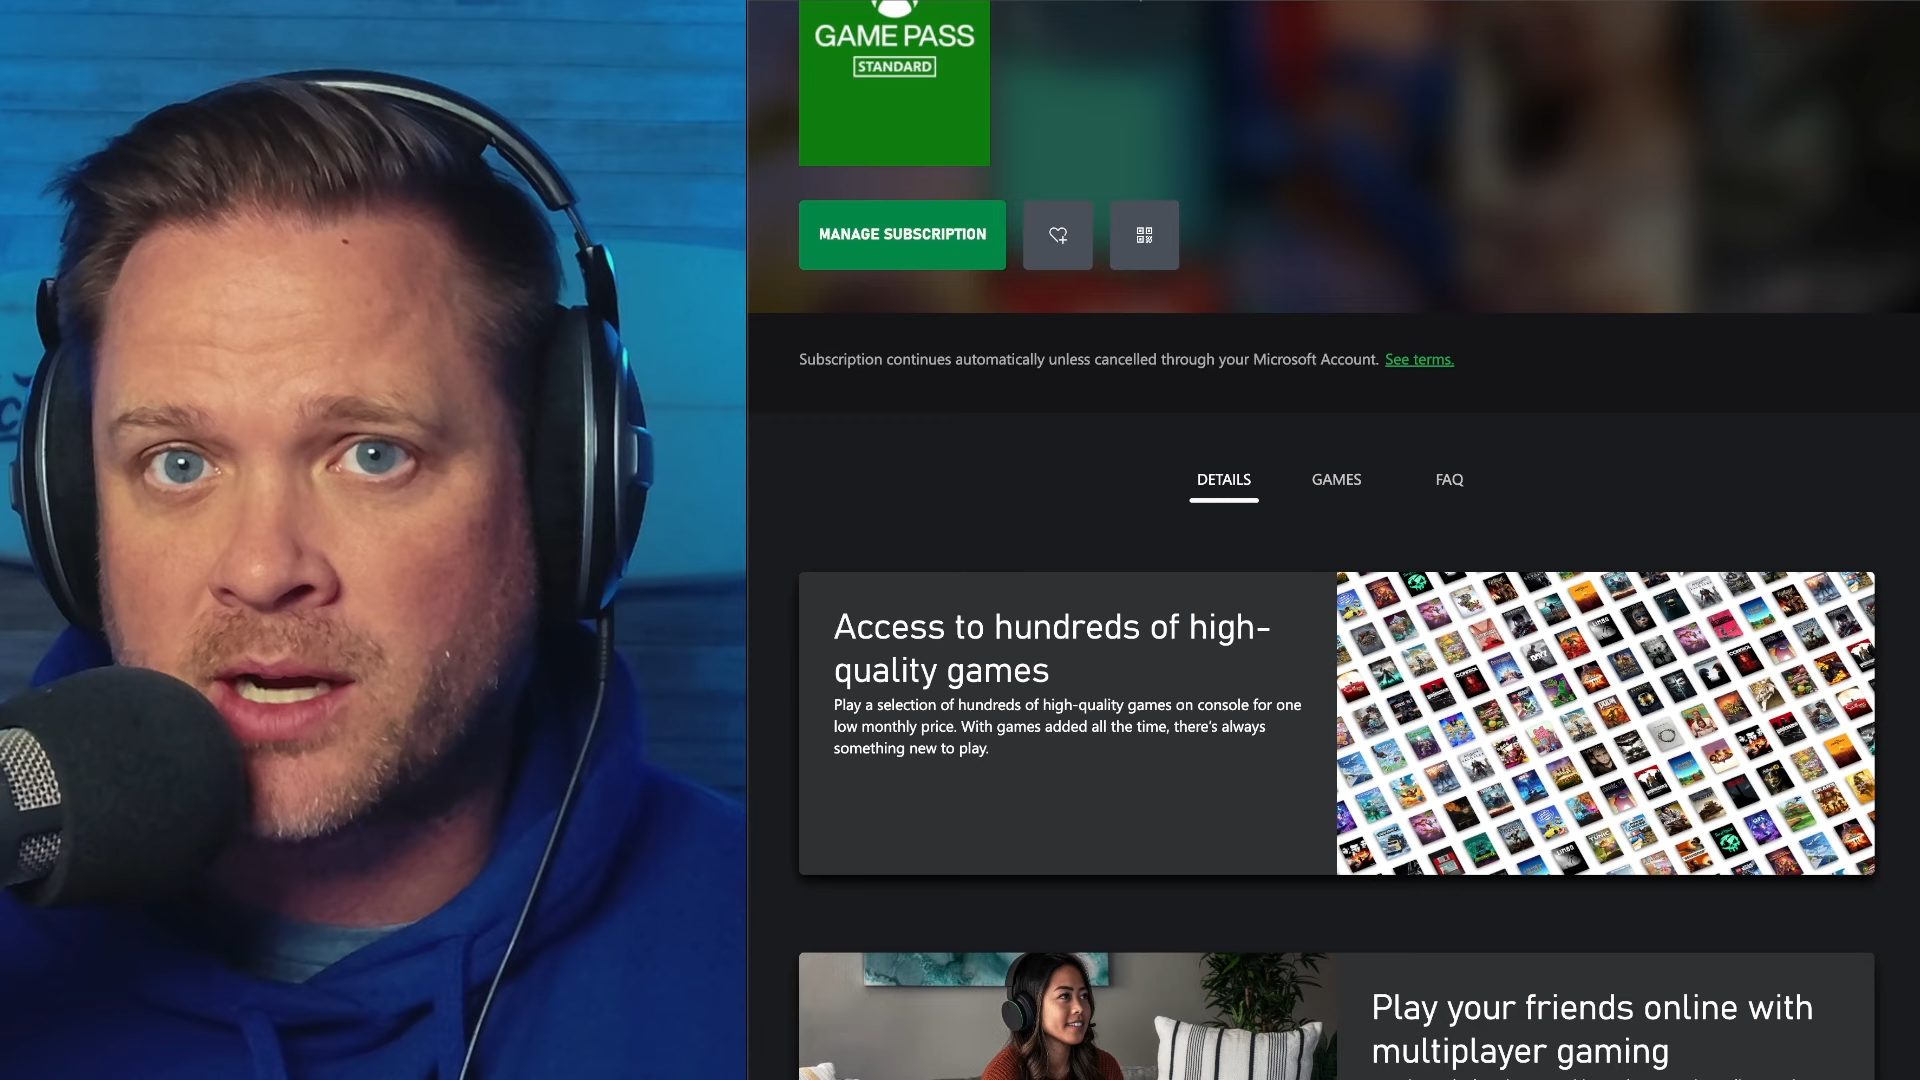 GAME PASS
STANDARD
MANAGE SUBSCRIPTION
Subscription continues automatically unless cancelled through your Microsoft Account. See terms.
DETAILS GAMES FAQ
Access to hundreds of high-
quality games
Play a selection of hundreds of high-quality games on console for one
low monthly price. With games added all the time, there's always
something new to play.
Play your friends online with
multiplayer gaming